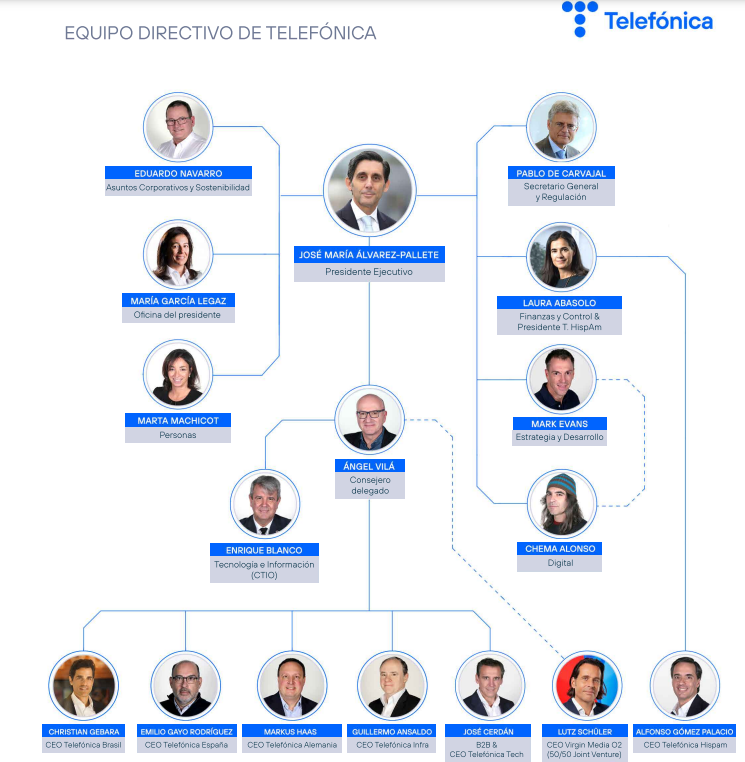 EQUIPO DIRECTIVO DE TELEFÓNICA
Telefónica
EDUARDO NAVARRO
Asuntos Corporativos y Sostenibilidad
PABLO DE CARVAJAL
Secretario General
y Regulación
JOSÉ MARÍA ÁLVAREZ-PALLETE
Presidente Ejecutivo
MARÍA GARCÍA LEGAZ
Oficina del presidente
LAURA ABASOLO
Finanzas y Control &
Presidente T. HispAm
MARTA MACHICOT
Personas
MARK EVANS
Estrategia y Desarrollo
ÁNGEL VILÁ
Consejero
delegado
ENRIQUE BLANCO
Tecnología e Información
(CTIO)
CHEMA ALONSO
Digital
CHRISTIAN GEBARA
CEO Telefónica Brasil
EMILIO GAYO RODRÍGUEZ
CEO Telefónica España
MARKUS HAAS
CEO Telefónica Alemania
GUILLERMO ANSALDO
CEO Telefónica Infra
JOSÉ CERDÁN
B2B &
CEO Telefónica Tech
LUTZ SCHÜLER
CEO Virgin Media O2
(50/50 Joint Venture)
ALFONSO GÓMEZ PALACIO
CEO Telefónica Hispam